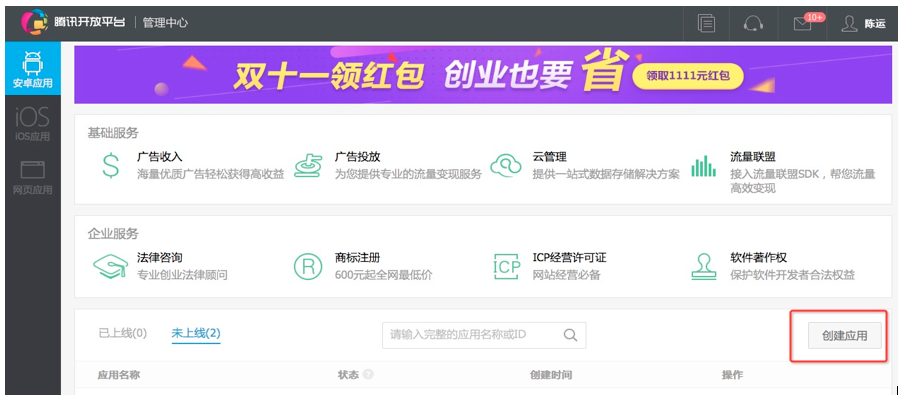 腾讯开放平台 | 管理中心
10+
陈运
安卓应用
iOS
iOS应用
网页应用
双十一领红包 创业也要省 领取1111元红包
基础服务
广告收入
海量优质广告轻松获得高收益
广告投放
为您提供专业的流量变现服务
云管理
提供一站式数据存储解决方案
流量联盟
接入流量联盟SDK，帮您流量
高效变现
企业服务
法律咨询
专业创业法律顾问
R
商标注册
600元起全网最低价
ICP
ICP经营许可证
网站经营必备
软件著作权
保护软件开发者合法权益
已上线(0) 未上线(2) 请输入完整的应用名称或ID 创建应用
应用名称 状态 ? 创建时间 操作